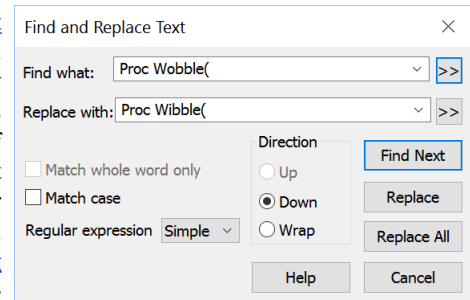 Find and Replace Text
Find what: Proc Wobble( >>
Replace with: Proc Wibble( >>
Direction
Find Next
Match whole word only
Up
Match case
Down
Replace
Regular expression Simple
Wrap
Replace All
Help
Cancel